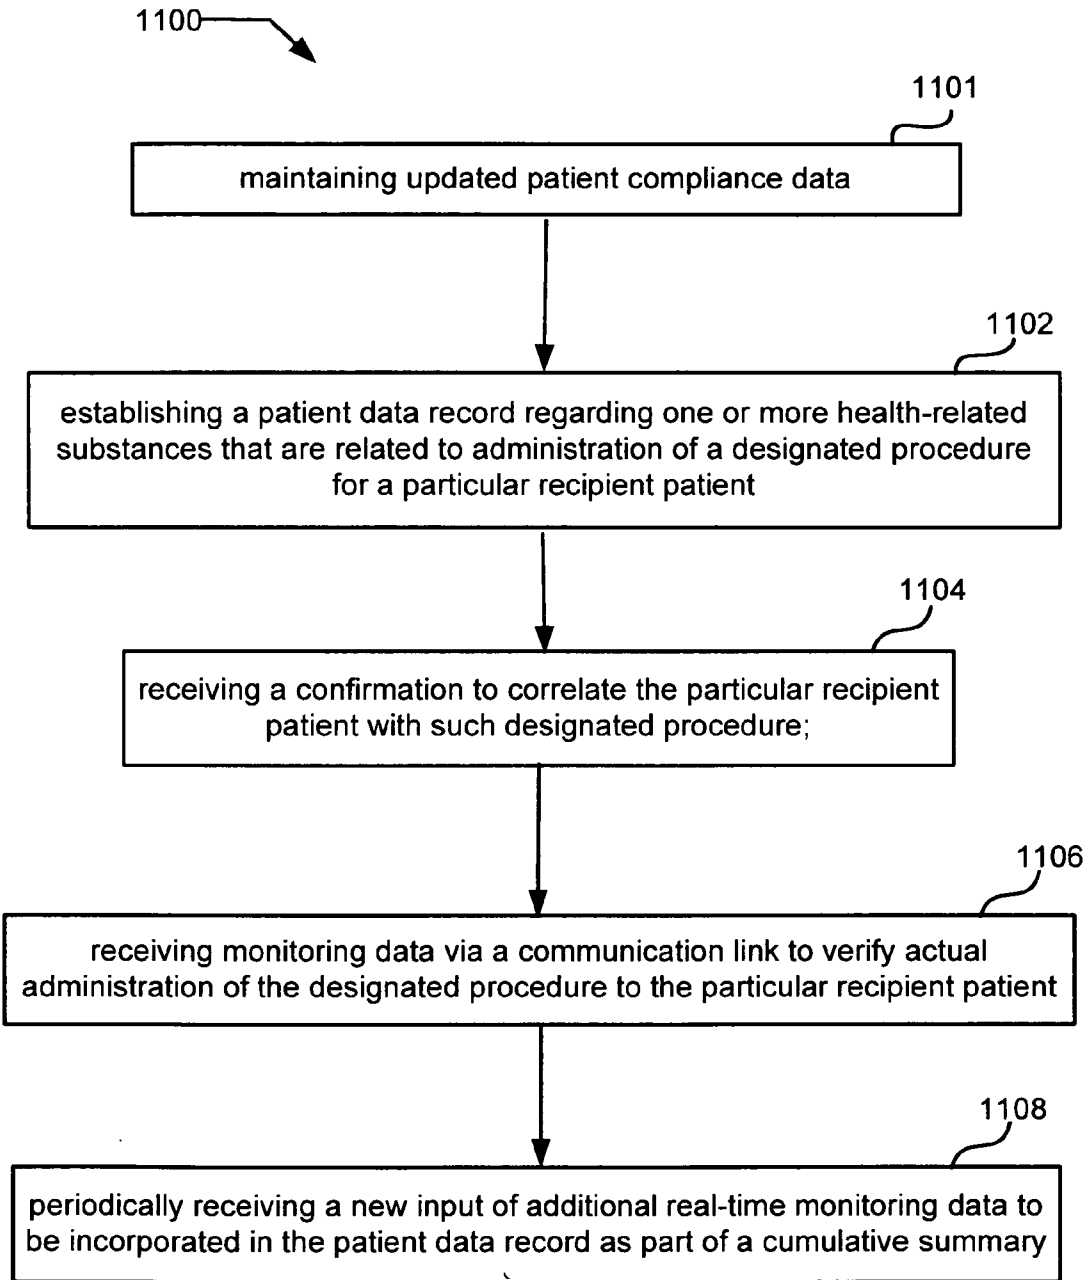 1100
1101
maintaining updated patient compliance data
1102
establishing a patient data record regarding one or more health-related
substances that are related to administration of a designated procedure
for a particular recipient patient
1104
receiving a confirmation to correlate the particular recipient
patient with such designated procedure;
1106
receiving monitoring data via a communication link to verify actual
administration of the designated procedure to the particular recipient patient
1108
periodically receiving a new input of additional real-time monitoring data to
be incorporated in the patient data record as part of a cumulative summary